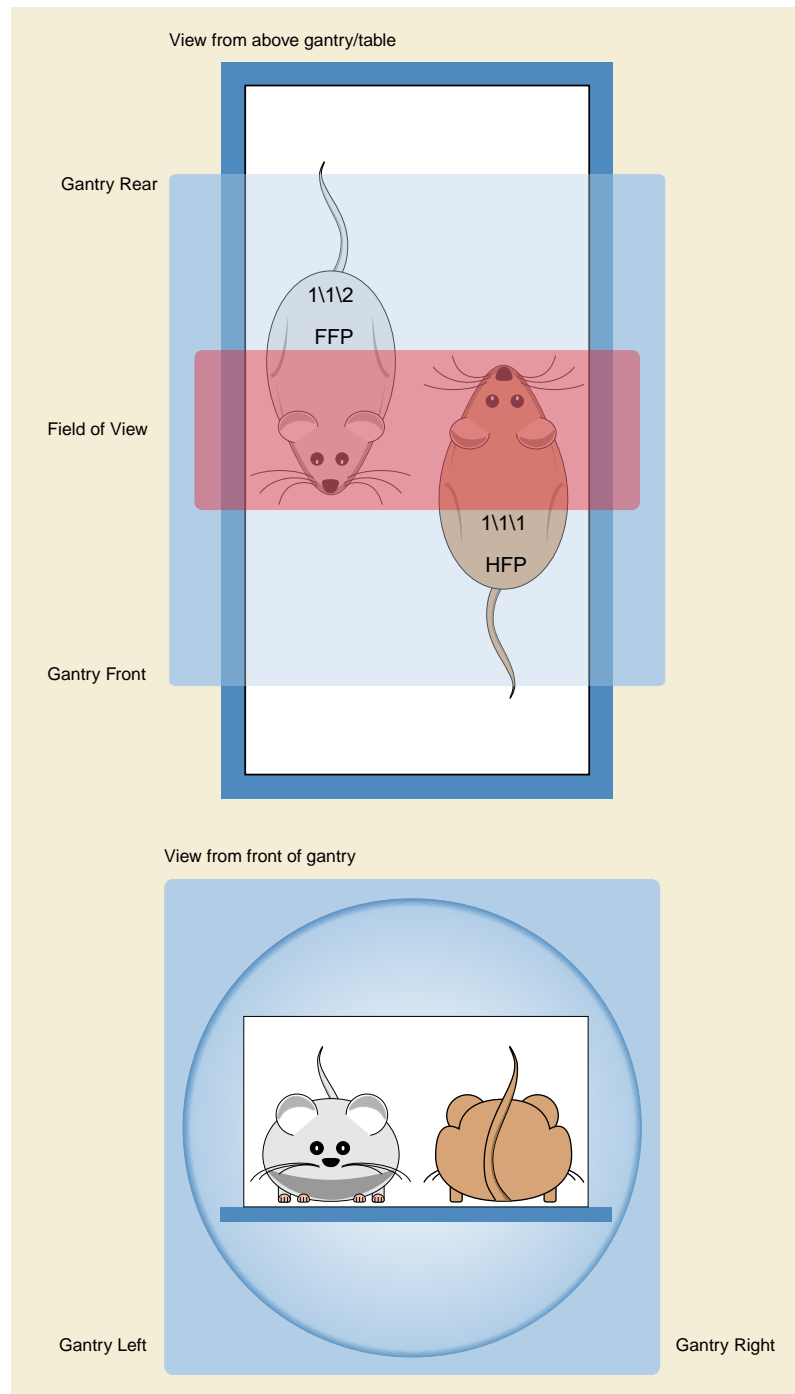 View from above gantry/table
Gantry Rear
1\1\2
FFP
Field of View
1\1\1
HFP
Gantry Front
View from front of gantry
Gantry Left
Gantry Right